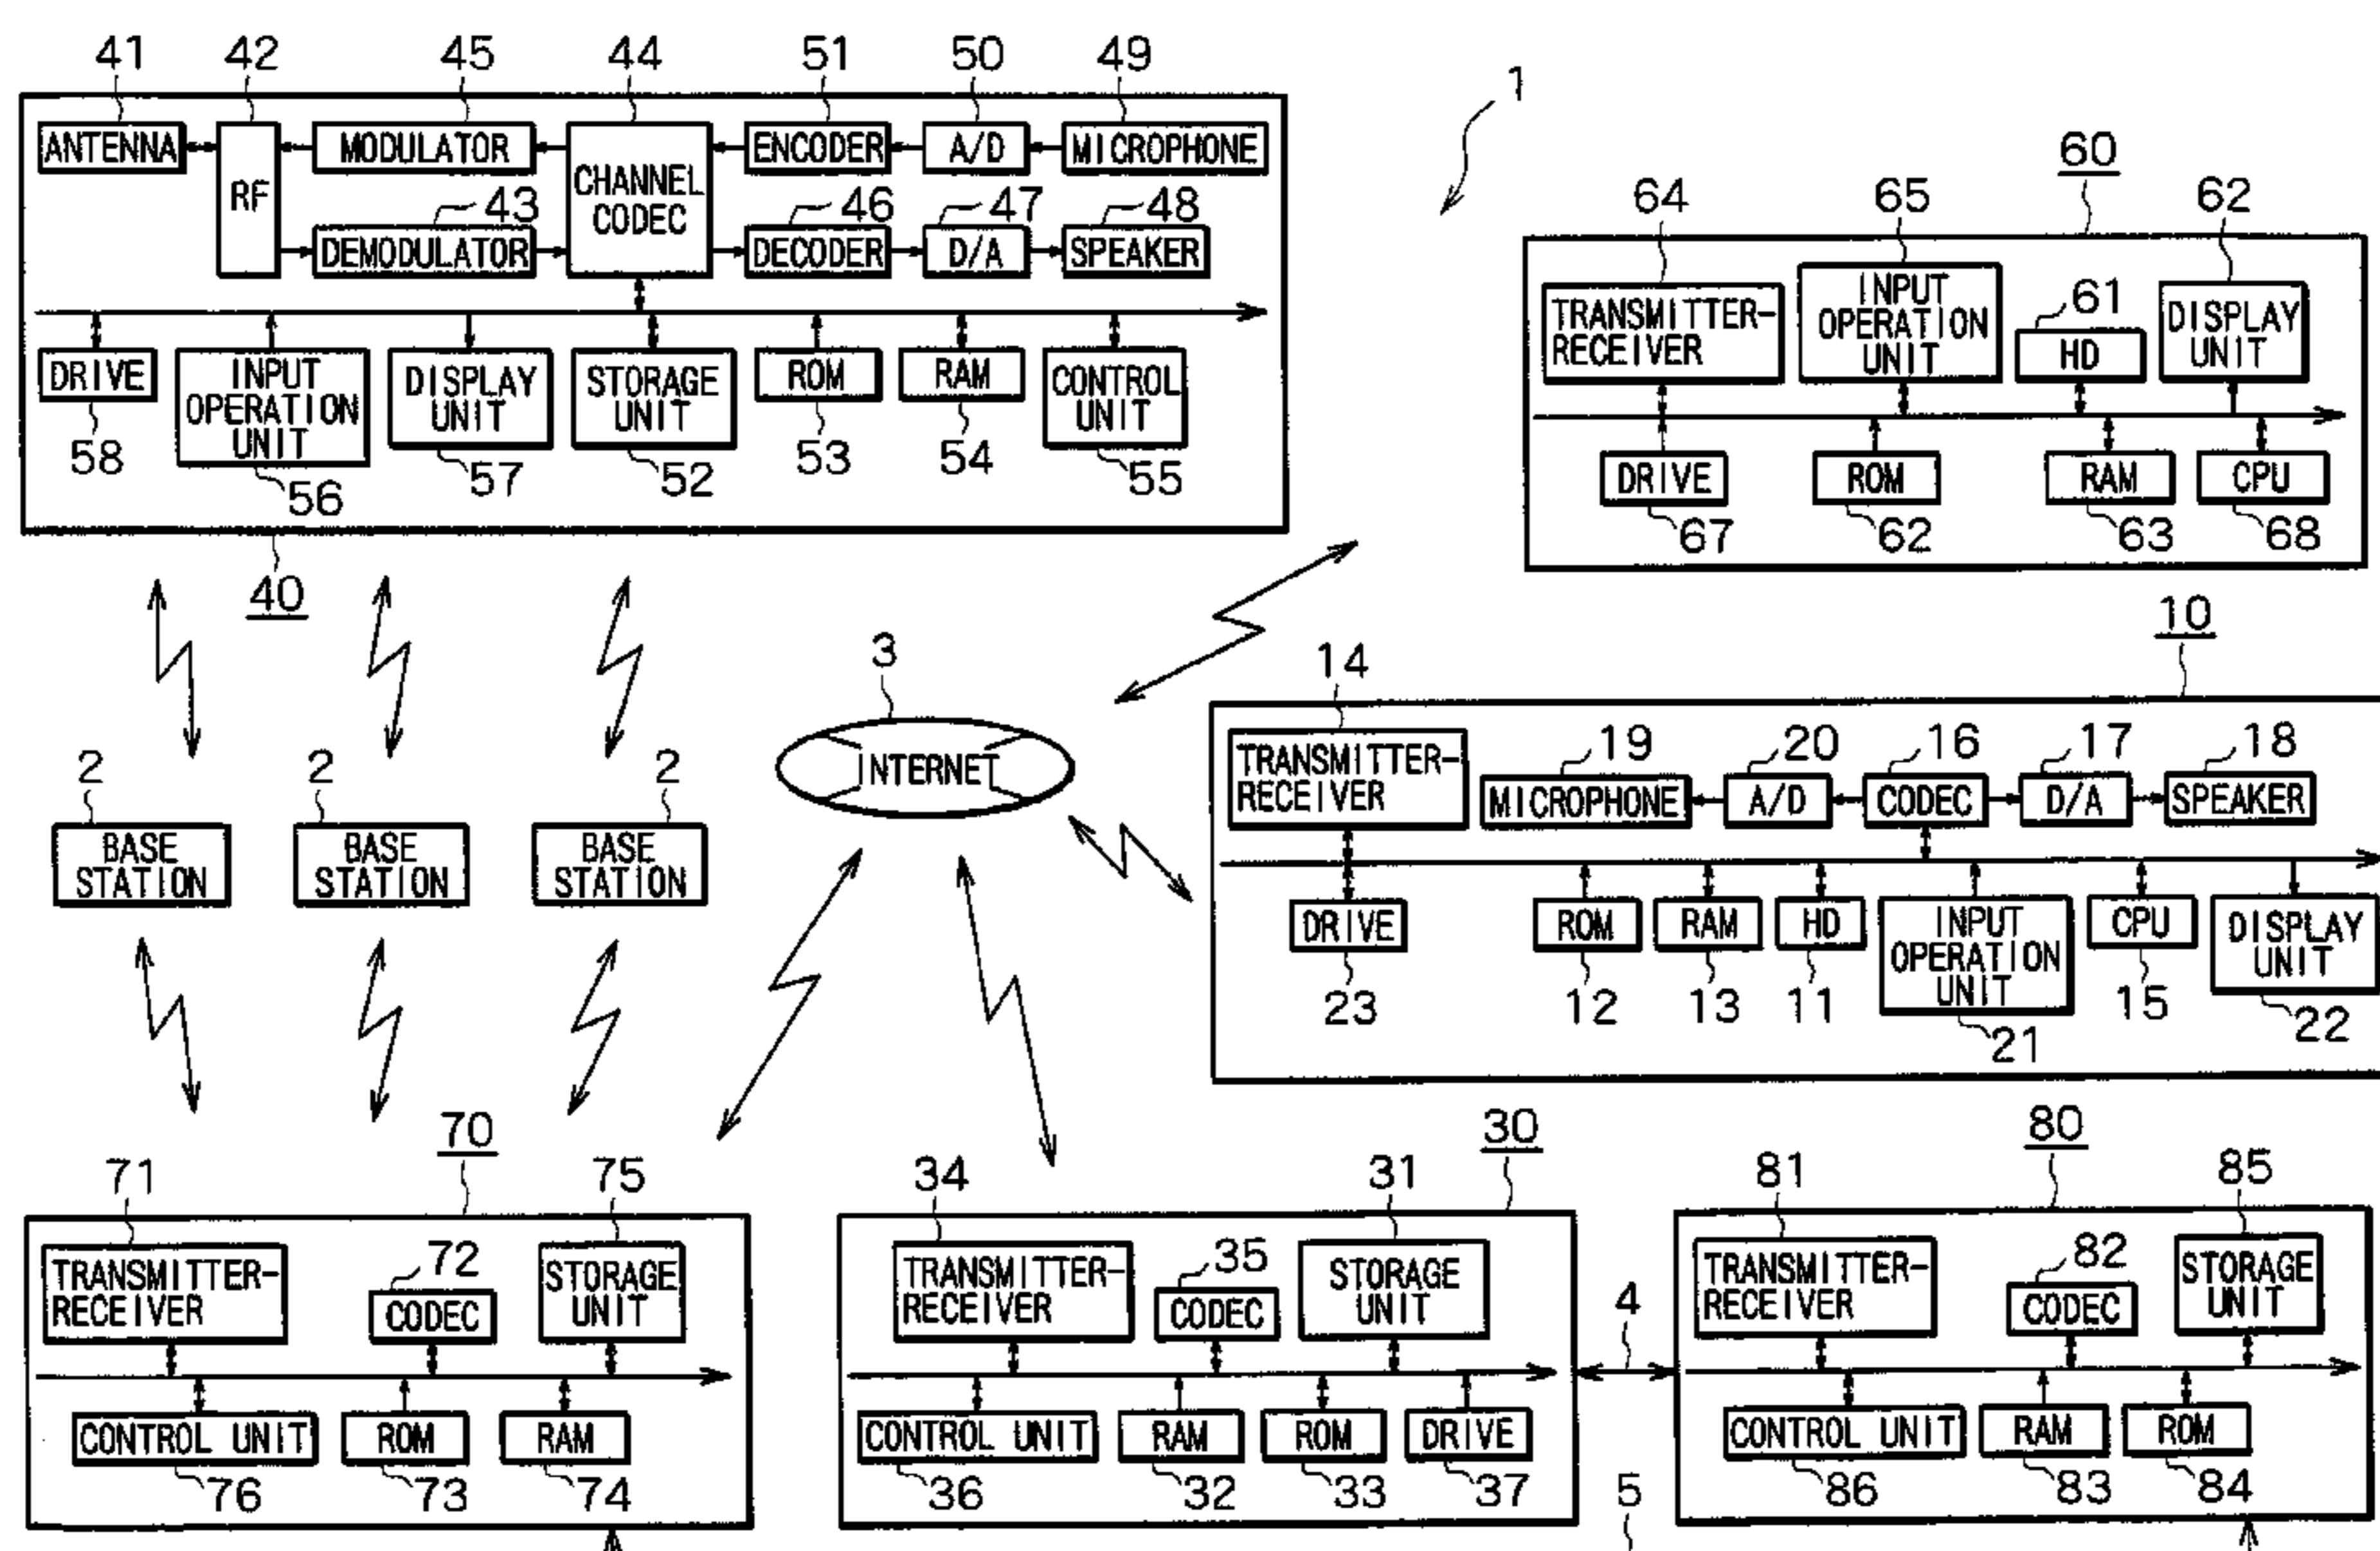 41 42 45 44 51 50 49
ANTENNA RF MODULATOR CHANNEL CODEC ENCODER A/D MICROPHONE
43 46 47 48
DEMODULATOR DECODER D/A SPEAKER
DRIVE INPUT OPERATION UNIT DISPLAY UNIT STORAGE UNIT ROM RAM CONTROL UNIT
58 56 57 52 53 54 55
40
1
60
64 65 61 62
TRANSMITTER-RECEIVER INPUT OPERATION UNIT HD DISPLAY UNIT
DRIVE ROM RAM CPU
67 62 63 68
2 2 2
BASE STATION BASE STATION BASE STATION
3
INTERNET
10
14 19 20 16 17 18
TRANSMITTER-RECEIVER MICROPHONE A/D CODEC D/A SPEAKER
DRIVE ROM RAM HD INPUT OPERATION UNIT CPU DISPLAY UNIT
23 12 13 11 21 15 22
70
71 72 75
TRANSMITTER-RECEIVER CODEC STORAGE UNIT
CONTROL UNIT ROM RAM
76 73 74
30
34 35 31
TRANSMITTER-RECEIVER CODEC STORAGE UNIT
CONTROL UNIT RAM ROM DRIVE
36 32 33 37
4
5
80
81 82 85
TRANSMITTER-RECEIVER CODEC STORAGE UNIT
CONTROL UNIT RAM ROM
86 83 84